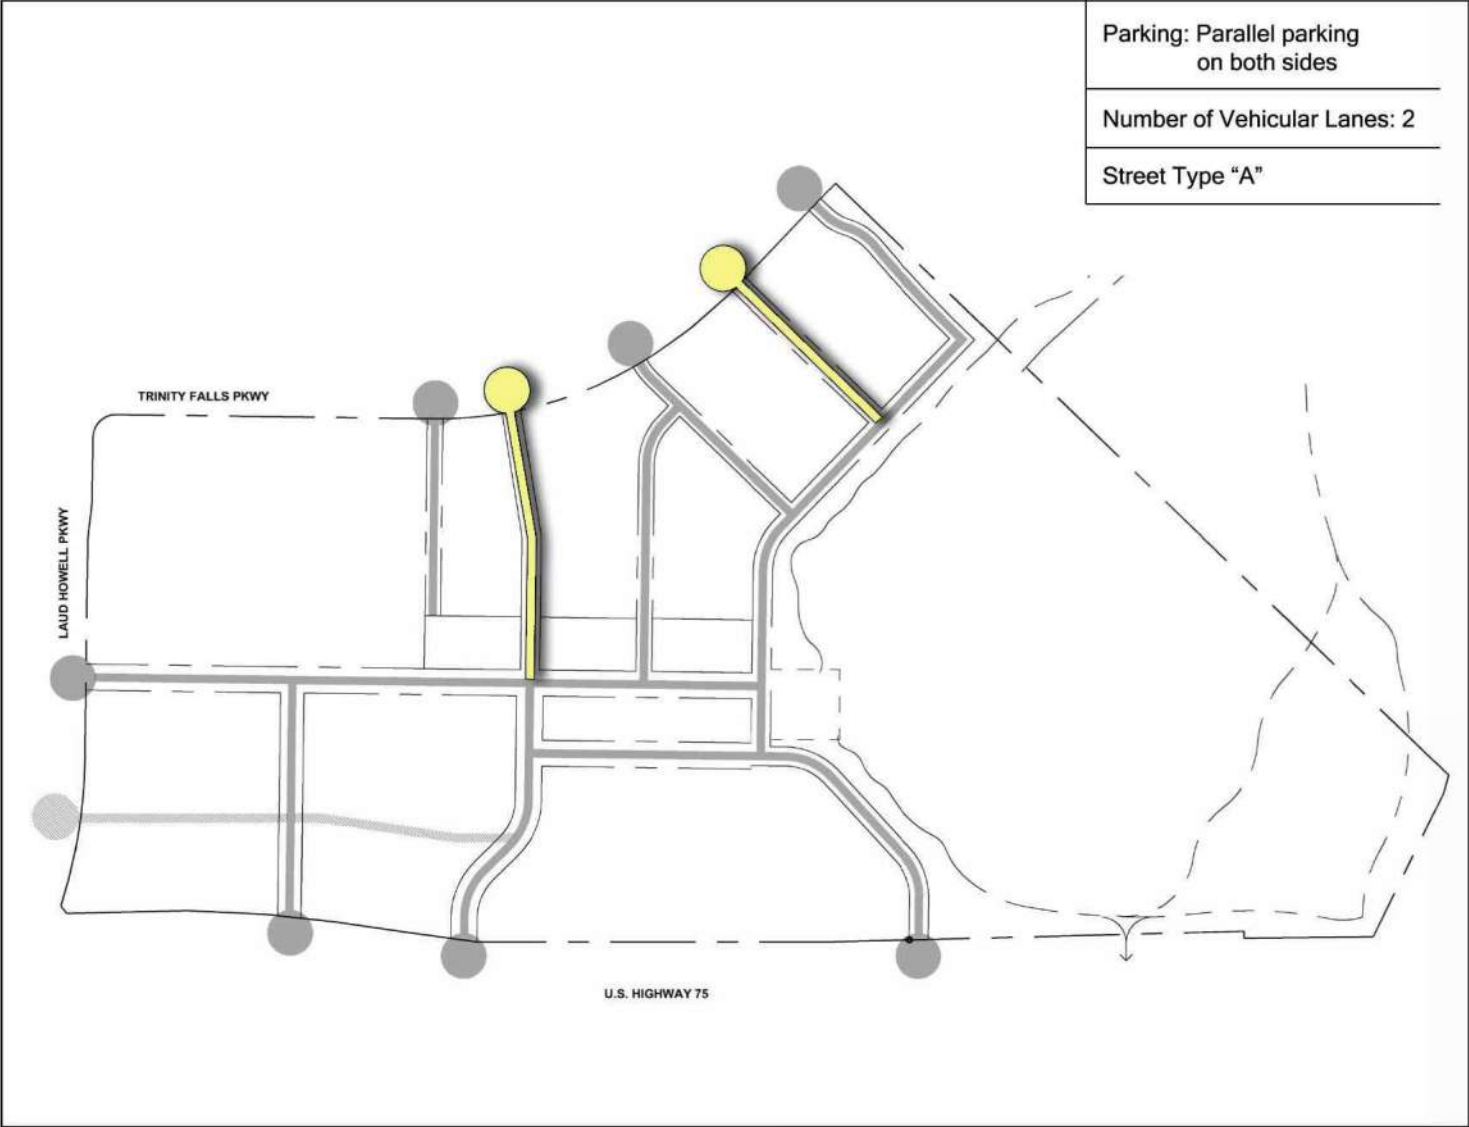 Parking: Parallel parking
on both sides
Number of Vehicular Lanes: 2
Street Type “A”
TRINITY FALLS PKWY
LAUD HOWELL PKWY
U.S. HIGHWAY 75